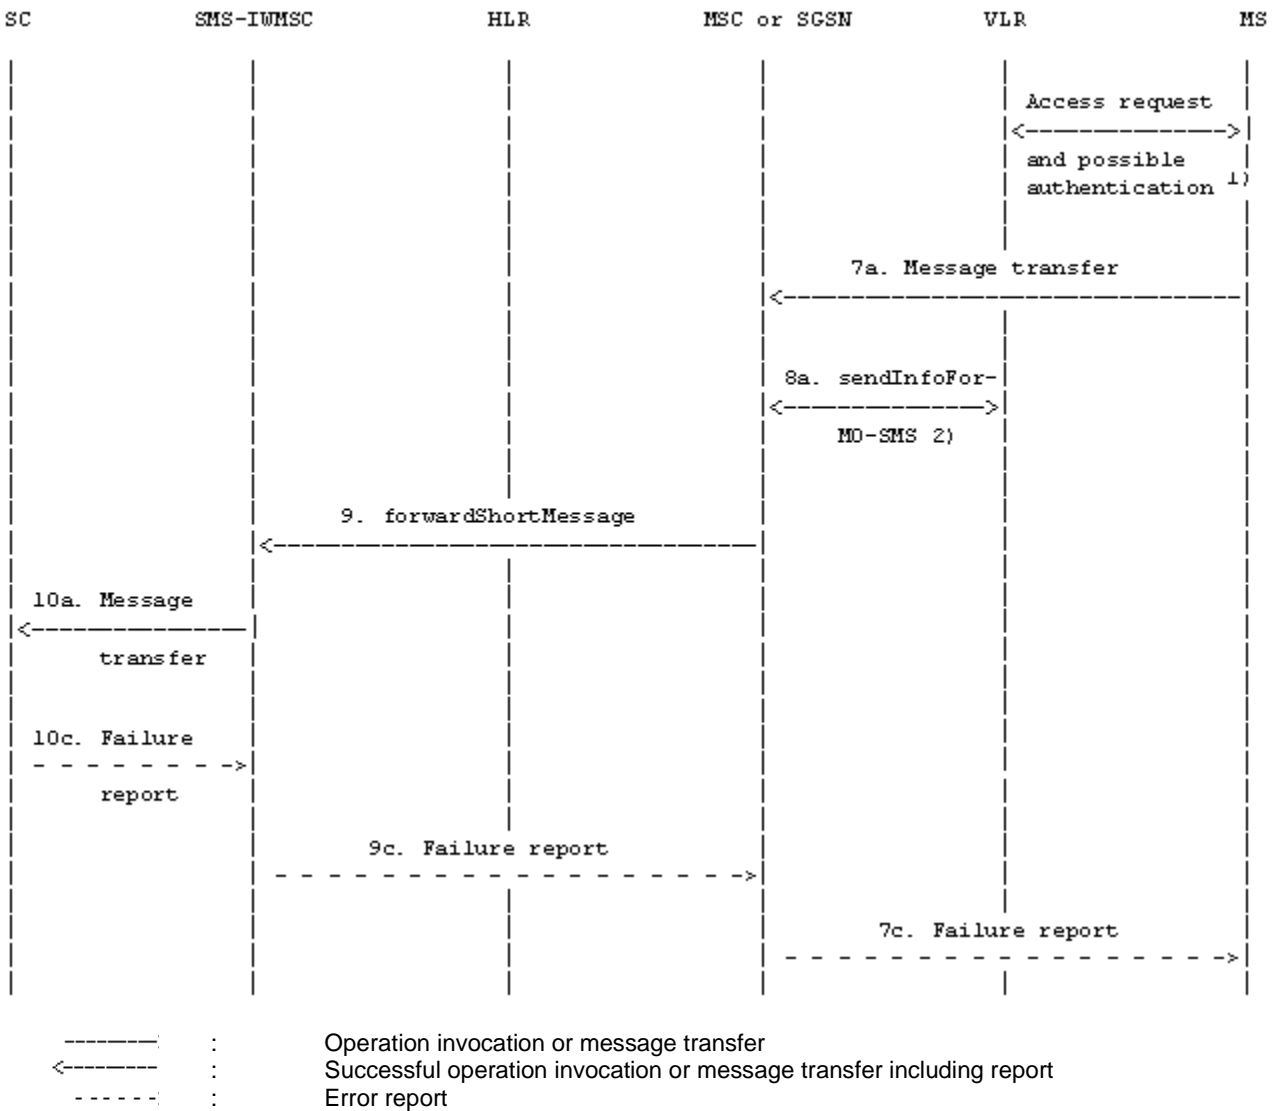 SC SMS-IWMSC HLR MSC or SGSN VLR MS
Access request
and possible
authentication 1)
7a. Message transfer
8a. sendInfoFor-
MO-SMS 2)
9. forwardShortMessage
10a. Message
transfer
10c. Failure
report
9c. Failure report
7c. Failure report
: Operation invocation or message transfer
: Successful operation invocation or message transfer including report
: Error report